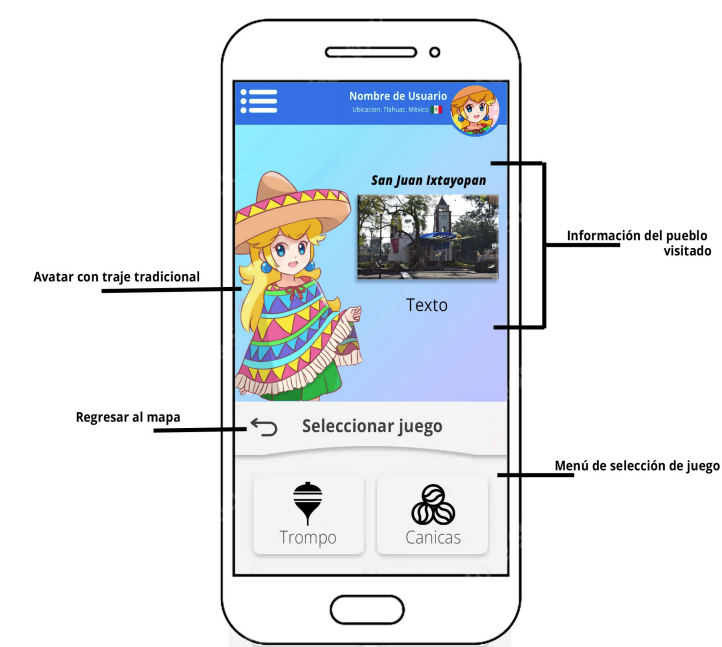 Nombre de Usuario
Ubicacion: Tlahuac, México
San Juan Ixtayopan
Información del pueblo
visitado
Avatar con traje tradicional
Texto
Regresar al mapa
Seleccionar juego
Menú de selección de juego
Trompo
Canicas